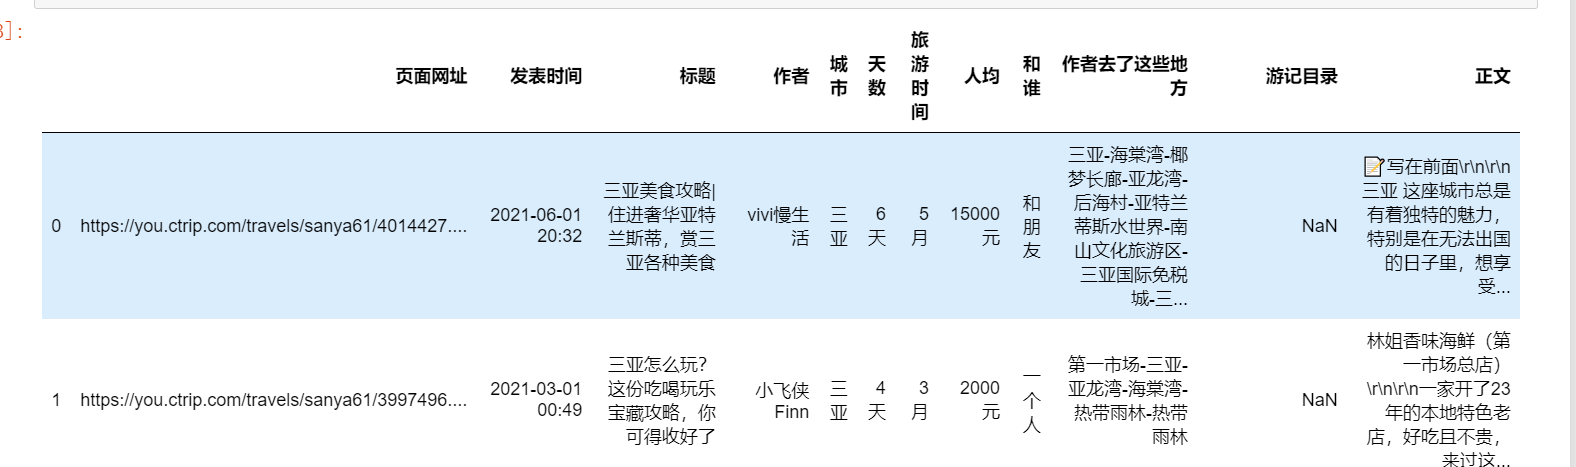 3]:
页面网址 发表时间 标题 作者 城市 天数 旅游时间 人均 和谁 作者去了这些地方 游记目录 正文
0
https://you.ctrip.com/travels/sanya61/4014427....
2021-06-01
20:32
三亚美食攻略|
住进奢华亚特
兰斯蒂，赏三
亚各种美食
vivi慢生
活
三
亚
6
天
5
月
15000
元
和
朋
友
三亚-海棠湾-椰
梦长廊-亚龙湾-
后海村-亚特兰
蒂斯水世界-南
山文化旅游区-
三亚国际免税
城-三...
NaN
📝写在前面\r\n\r\n
三亚 这座城市总是
有着独特的魅力，
特别是在无法出国
的日子里，想享
受...
1
https://you.ctrip.com/travels/sanya61/3997496....
2021-03-01
00:49
三亚怎么玩？
这份吃喝玩乐
宝藏攻略，你
可得收好了
小飞侠
Finn
三
亚
4
天
3
月
2000
元
一
个
人
第一市场-三亚-
亚龙湾-海棠湾-
热带雨林-热带
雨林
NaN
林姐香味海鲜（第
一市场总店）
\r\n\r\n一家开了23
年的本地特色老
店，好吃且不贵，
来过这...